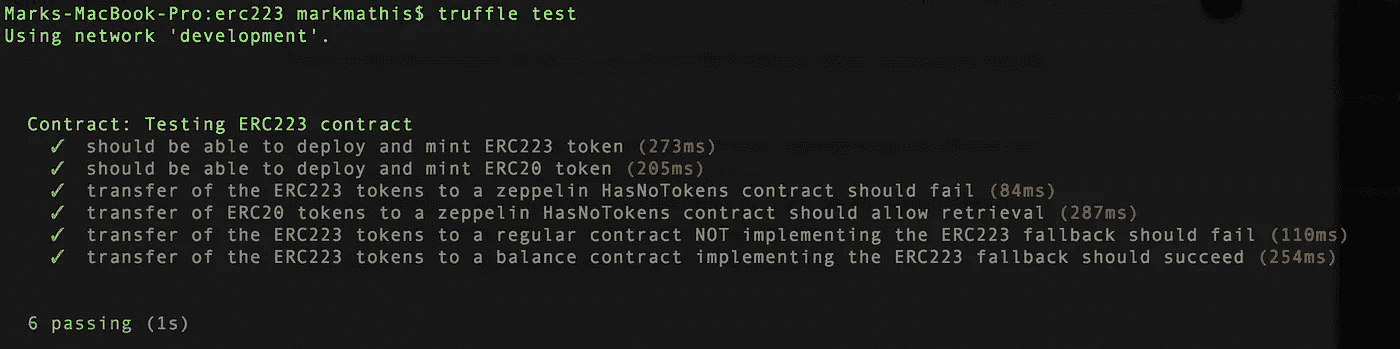 Marks-MacBook-Pro:erc223 markmathis$ truffle test
Using network 'development'.
Contract: Testing ERC223 contract
✓ should be able to deploy and mint ERC223 token (273ms)
✓ should be able to deploy and mint ERC20 token (205ms)
✓ transfer of the ERC223 tokens to a zeppelin HasNoTokens contract should fail (84ms)
✓ transfer of ERC20 tokens to a zeppelin HasNoTokens contract should allow retrieval (287ms)
✓ transfer of the ERC223 tokens to a regular contract NOT implementing the ERC223 fallback should fail (110ms)
✓ transfer of the ERC223 tokens to a balance contract implementing the ERC223 fallback should succeed (254ms)
6 passing (1s)